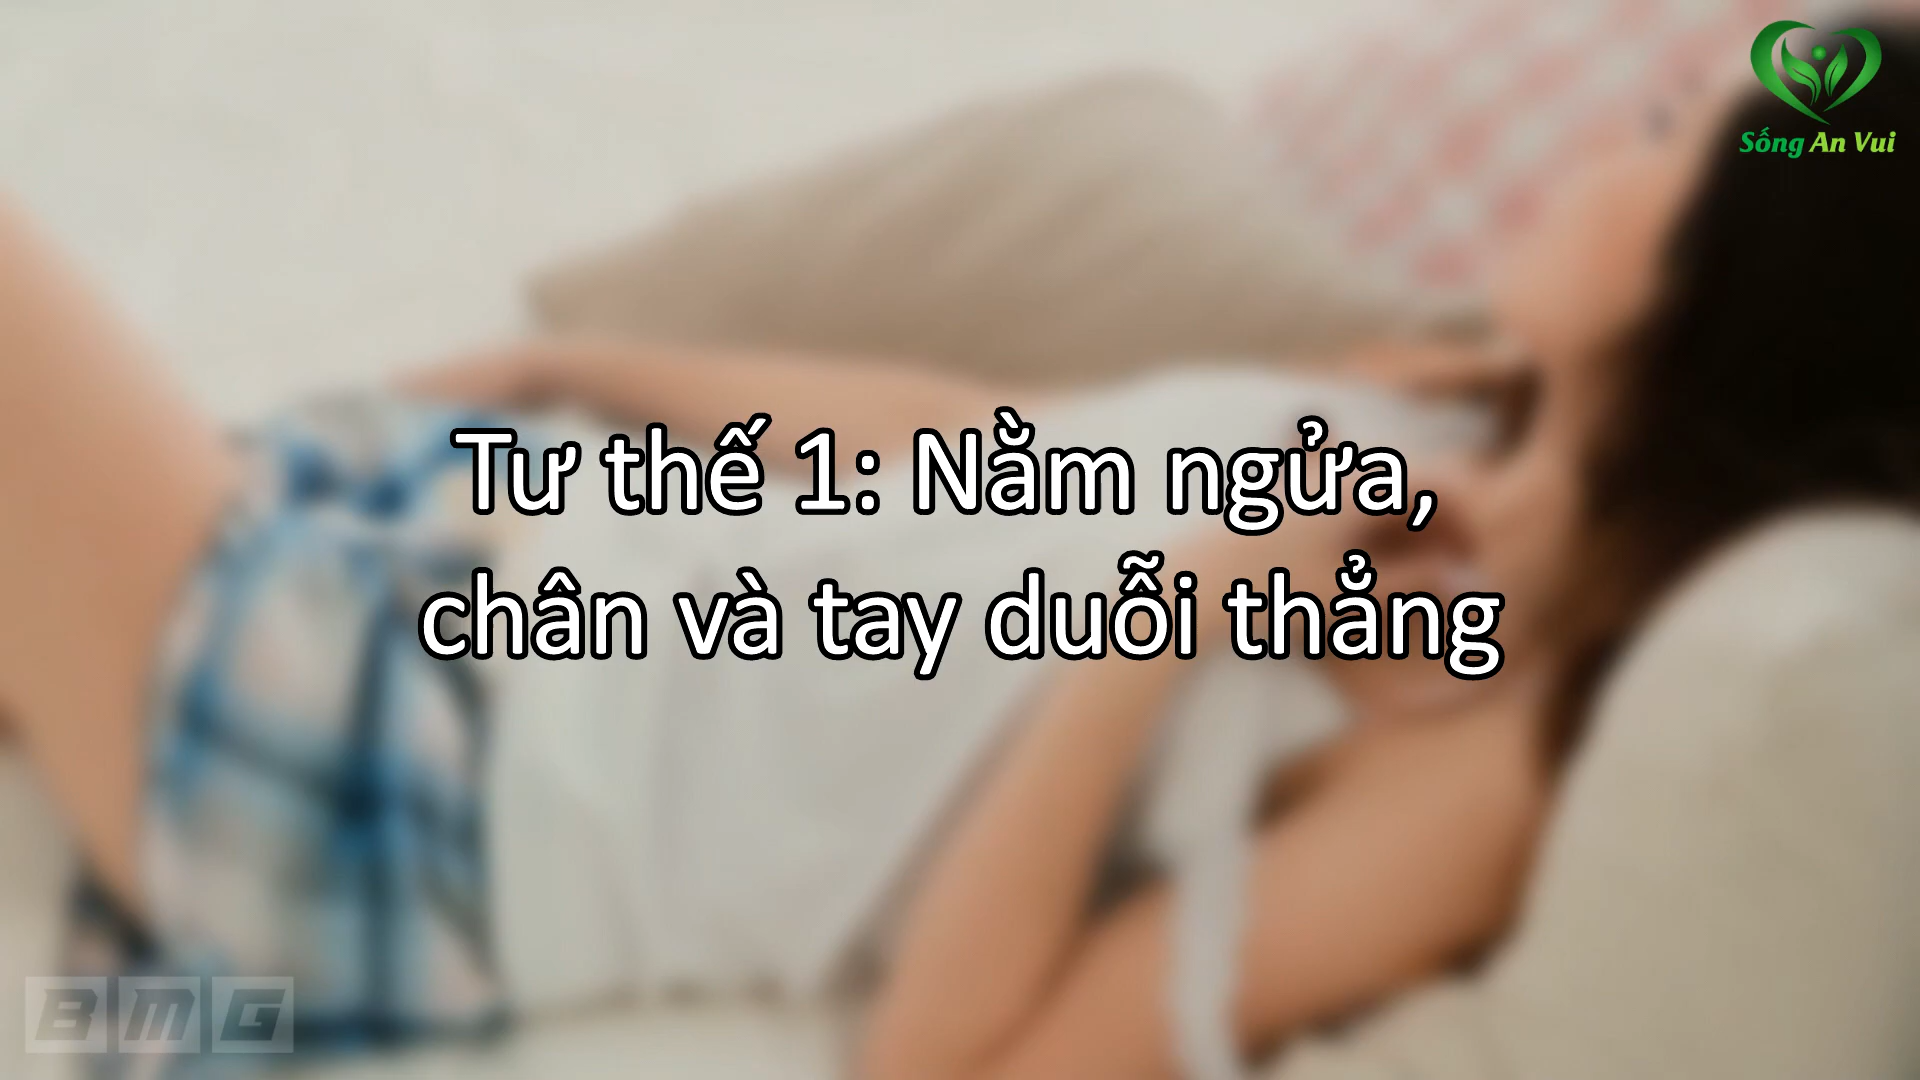 Sống An Vui
Tư thế 1: Nằm ngửa,
chân và tay duỗi thẳng
BMG